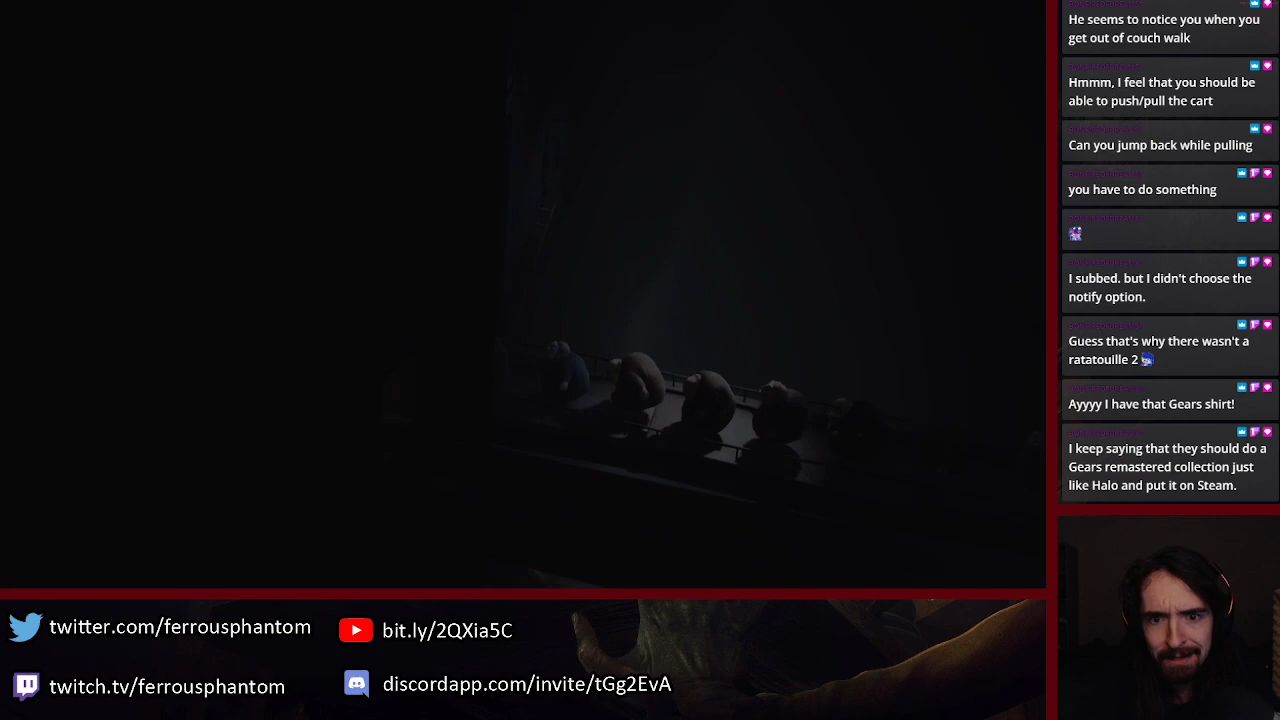 He seems to notice you when you
get out of couch walk
Hmmm, I feel that you should be
able to push/pull the cart
Can you jump back while pulling
you have to do something
I subbed. but I didn't choose the
notify option.
Guess that's why there wasn't a
ratatouille 2
Ayyyy I have that Gears shirt!
I keep saying that they should do a
Gears remastered collection just
like Halo and put it on Steam.
twitter.com/ferrousphantom
bit.ly/2QXia5C
twitch.tv/ferrousphantom
discordapp.com/invite/tGg2EvA